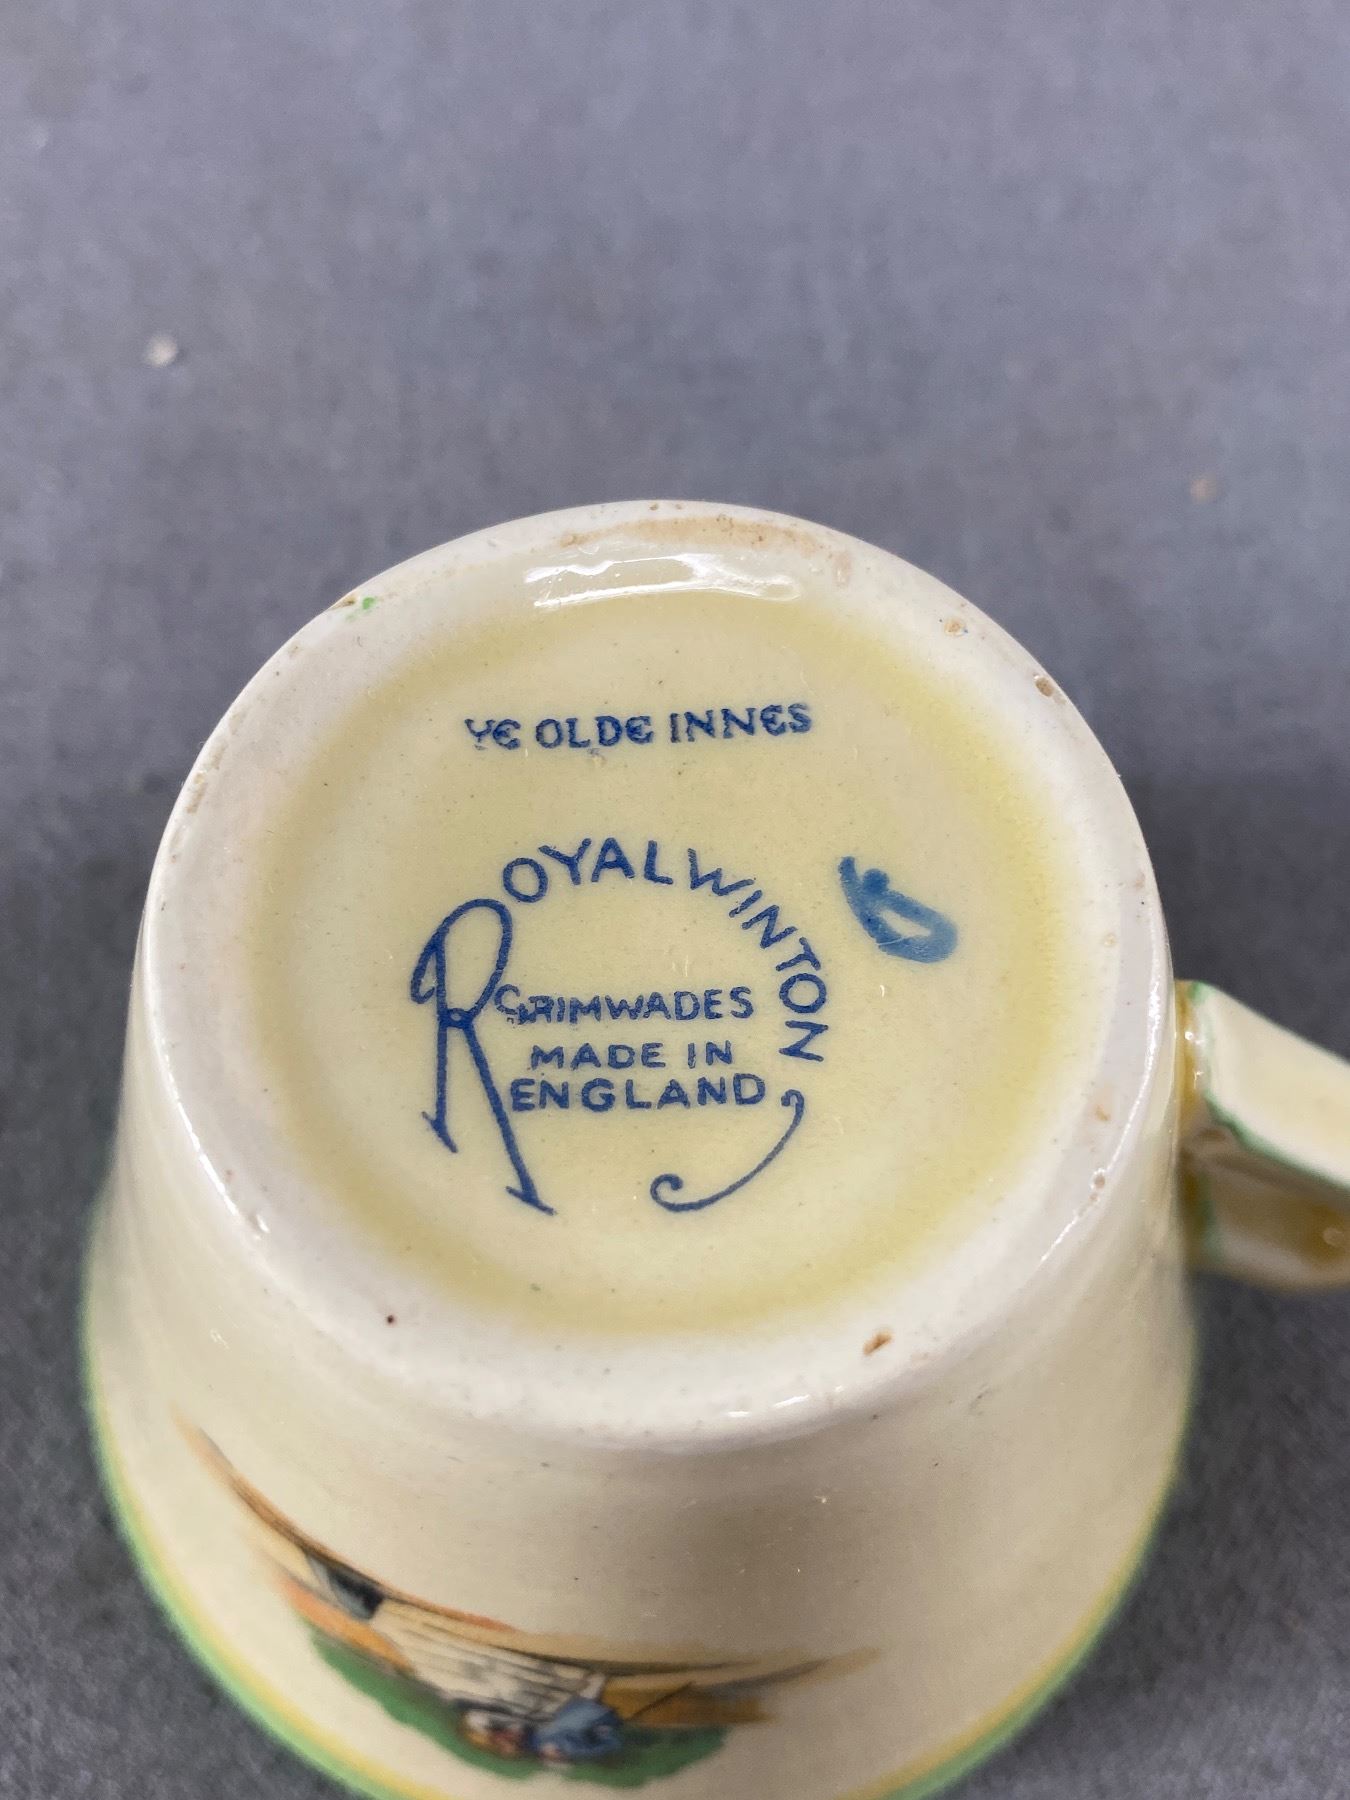 YE OLDE INNES
ROYAL WINTON
GRIMWADES
MADE IN
ENGLAND